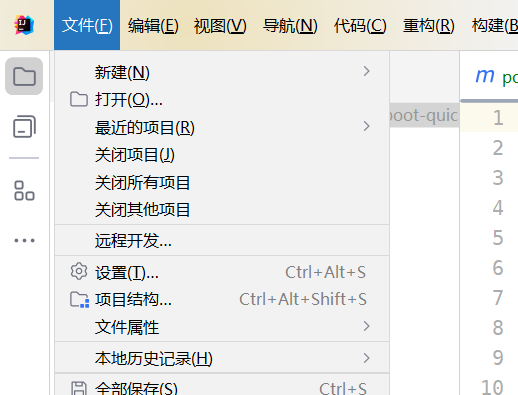 文件(F) 编辑(E) 视图(V) 导航(N) 代码(C) 重构(R) 构建(B
新建(N)
打开(O)...
最近的项目(R)
关闭项目(J)
关闭所有项目
关闭其他项目
远程开发...
设置(T)... Ctrl+Alt+S
项目结构... Ctrl+Alt+Shift+S
文件属性
本地历史记录(H)
全部保存(S) Ctrl+S
boot-quic
m po
1
2
3
4
5
6
7
8
9
10